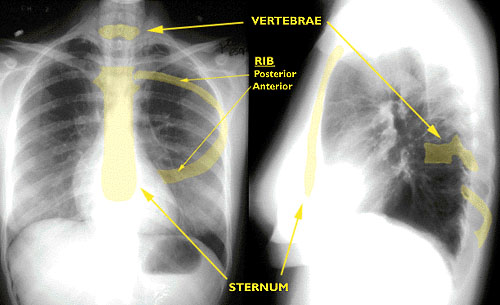 VERTEBRAE
RIB
Posterior
Anterior
STERNUM